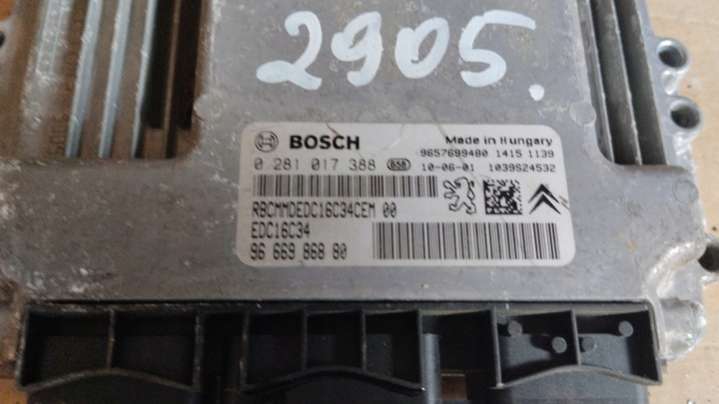 2905.
BOSCH
Made in Hungary
0 281 017 388 858
9657699480 1415 1139
10-06-01 1039S24532
RBCMMDEDC16C34CEM 00
EDC16C34
96 669 868 80